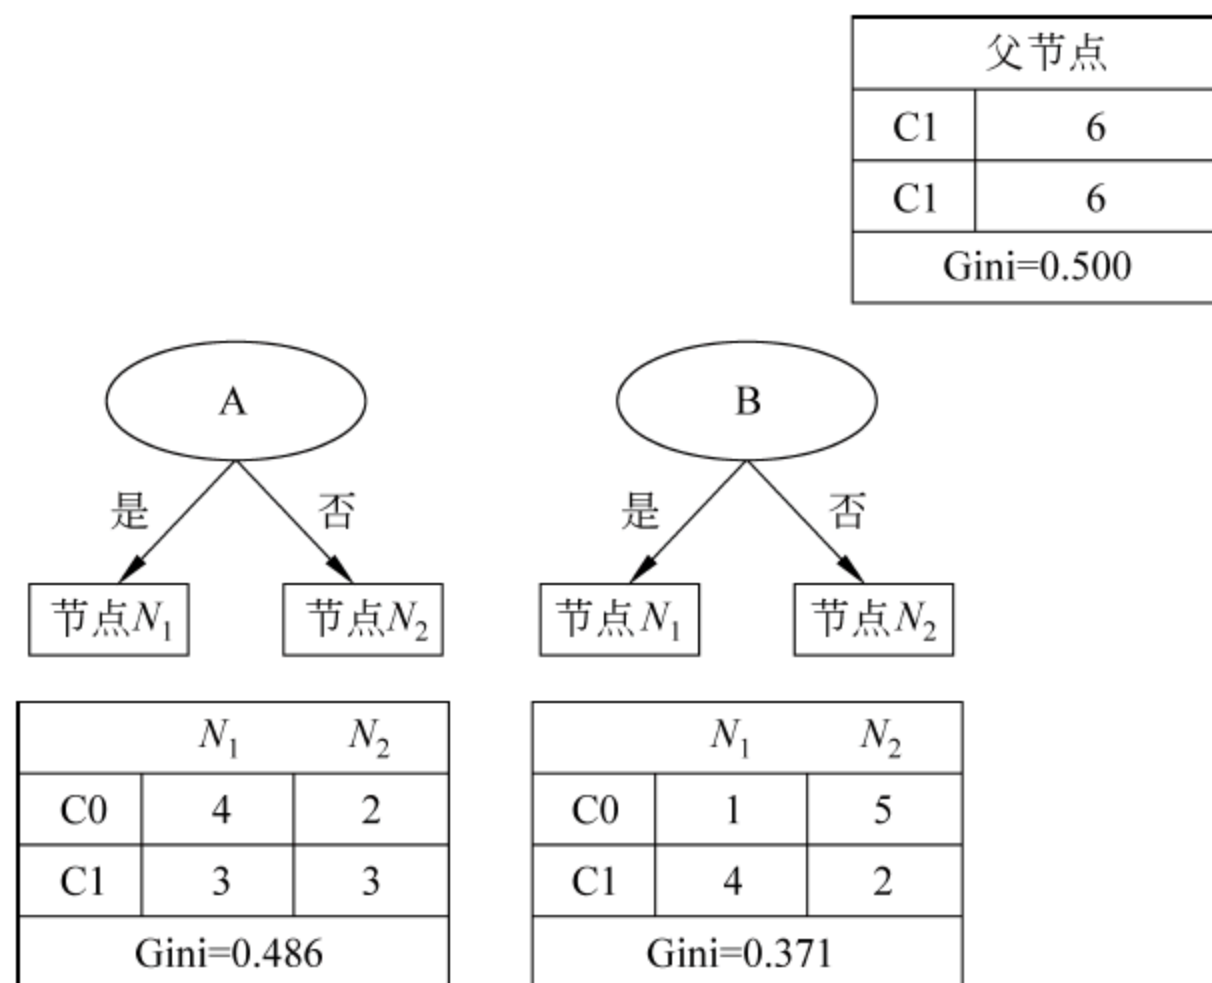 父节点
C1 6
C1 6
Gini=0.500
A B
是 否 是 否
节点N₁ 节点N₂ 节点N₁ 节点N₂
N₁ N₂ N₁ N₂
C0 4 2 C0 1 5
C1 3 3 C1 4 2
Gini=0.486 Gini=0.371